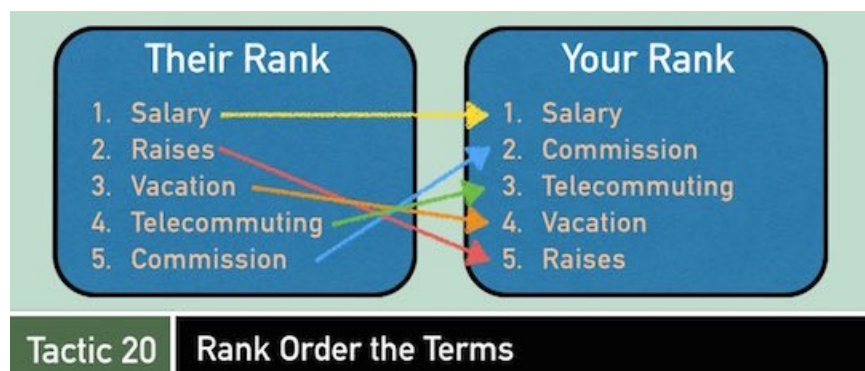 Their Rank
1. Salary
2. Raises
3. Vacation
4. Telecommuting
5. Commission
Your Rank
1. Salary
2. Commission
3. Telecommuting
4. Vacation
5. Raises
Tactic 20
Rank Order the Terms